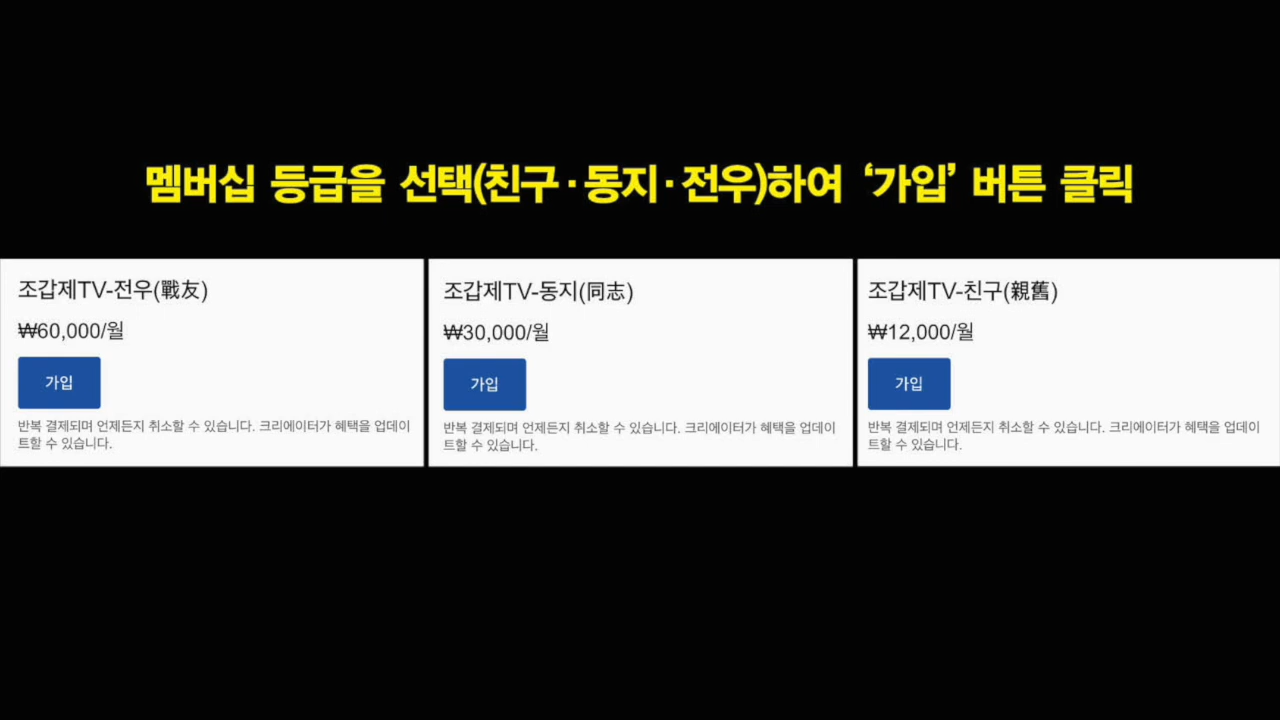 멤버십 등급을 선택(친구·동지·전우)하여 ‘가입’ 버튼 클릭
조갑제TV-전우(戰友)
₩60,000/월
가입
반복 결제되며 언제든지 취소할 수 있습니다. 크리에이터가 혜택을 업데이
트할 수 있습니다.
조갑제TV-동지(同志)
₩30,000/월
가입
반복 결제되며 언제든지 취소할 수 있습니다. 크리에이터가 혜택을 업데이
트할 수 있습니다.
조갑제TV-친구(親舊)
₩12,000/월
가입
반복 결제되며 언제든지 취소할 수 있습니다. 크리에이터가 혜택을 업데이
트할 수 있습니다.